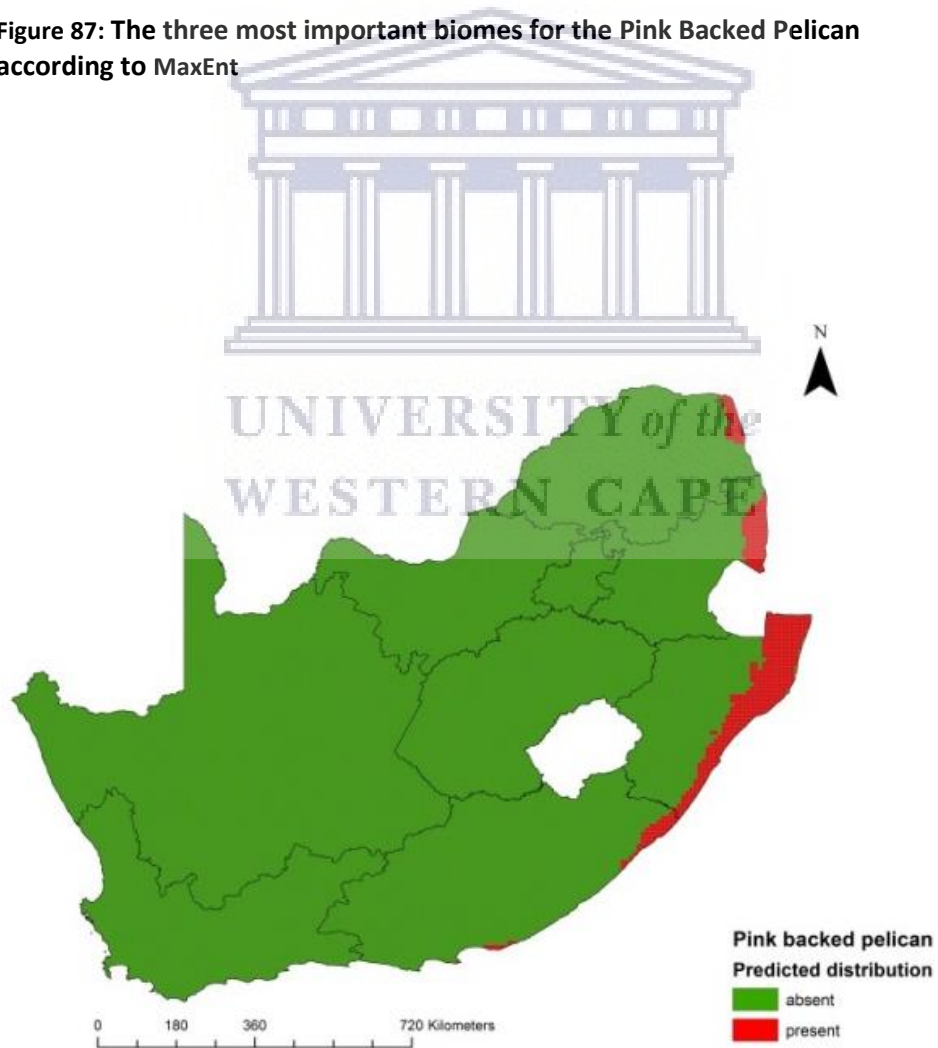 Figure 87: The three most important biomes for the Pink Backed Pelican
according to MaxEnt
N
UNIVERSITY of the
WESTERN CAPE
Pink backed pelican
Predicted distribution
absent
present
0 180 360 720 Kilometers